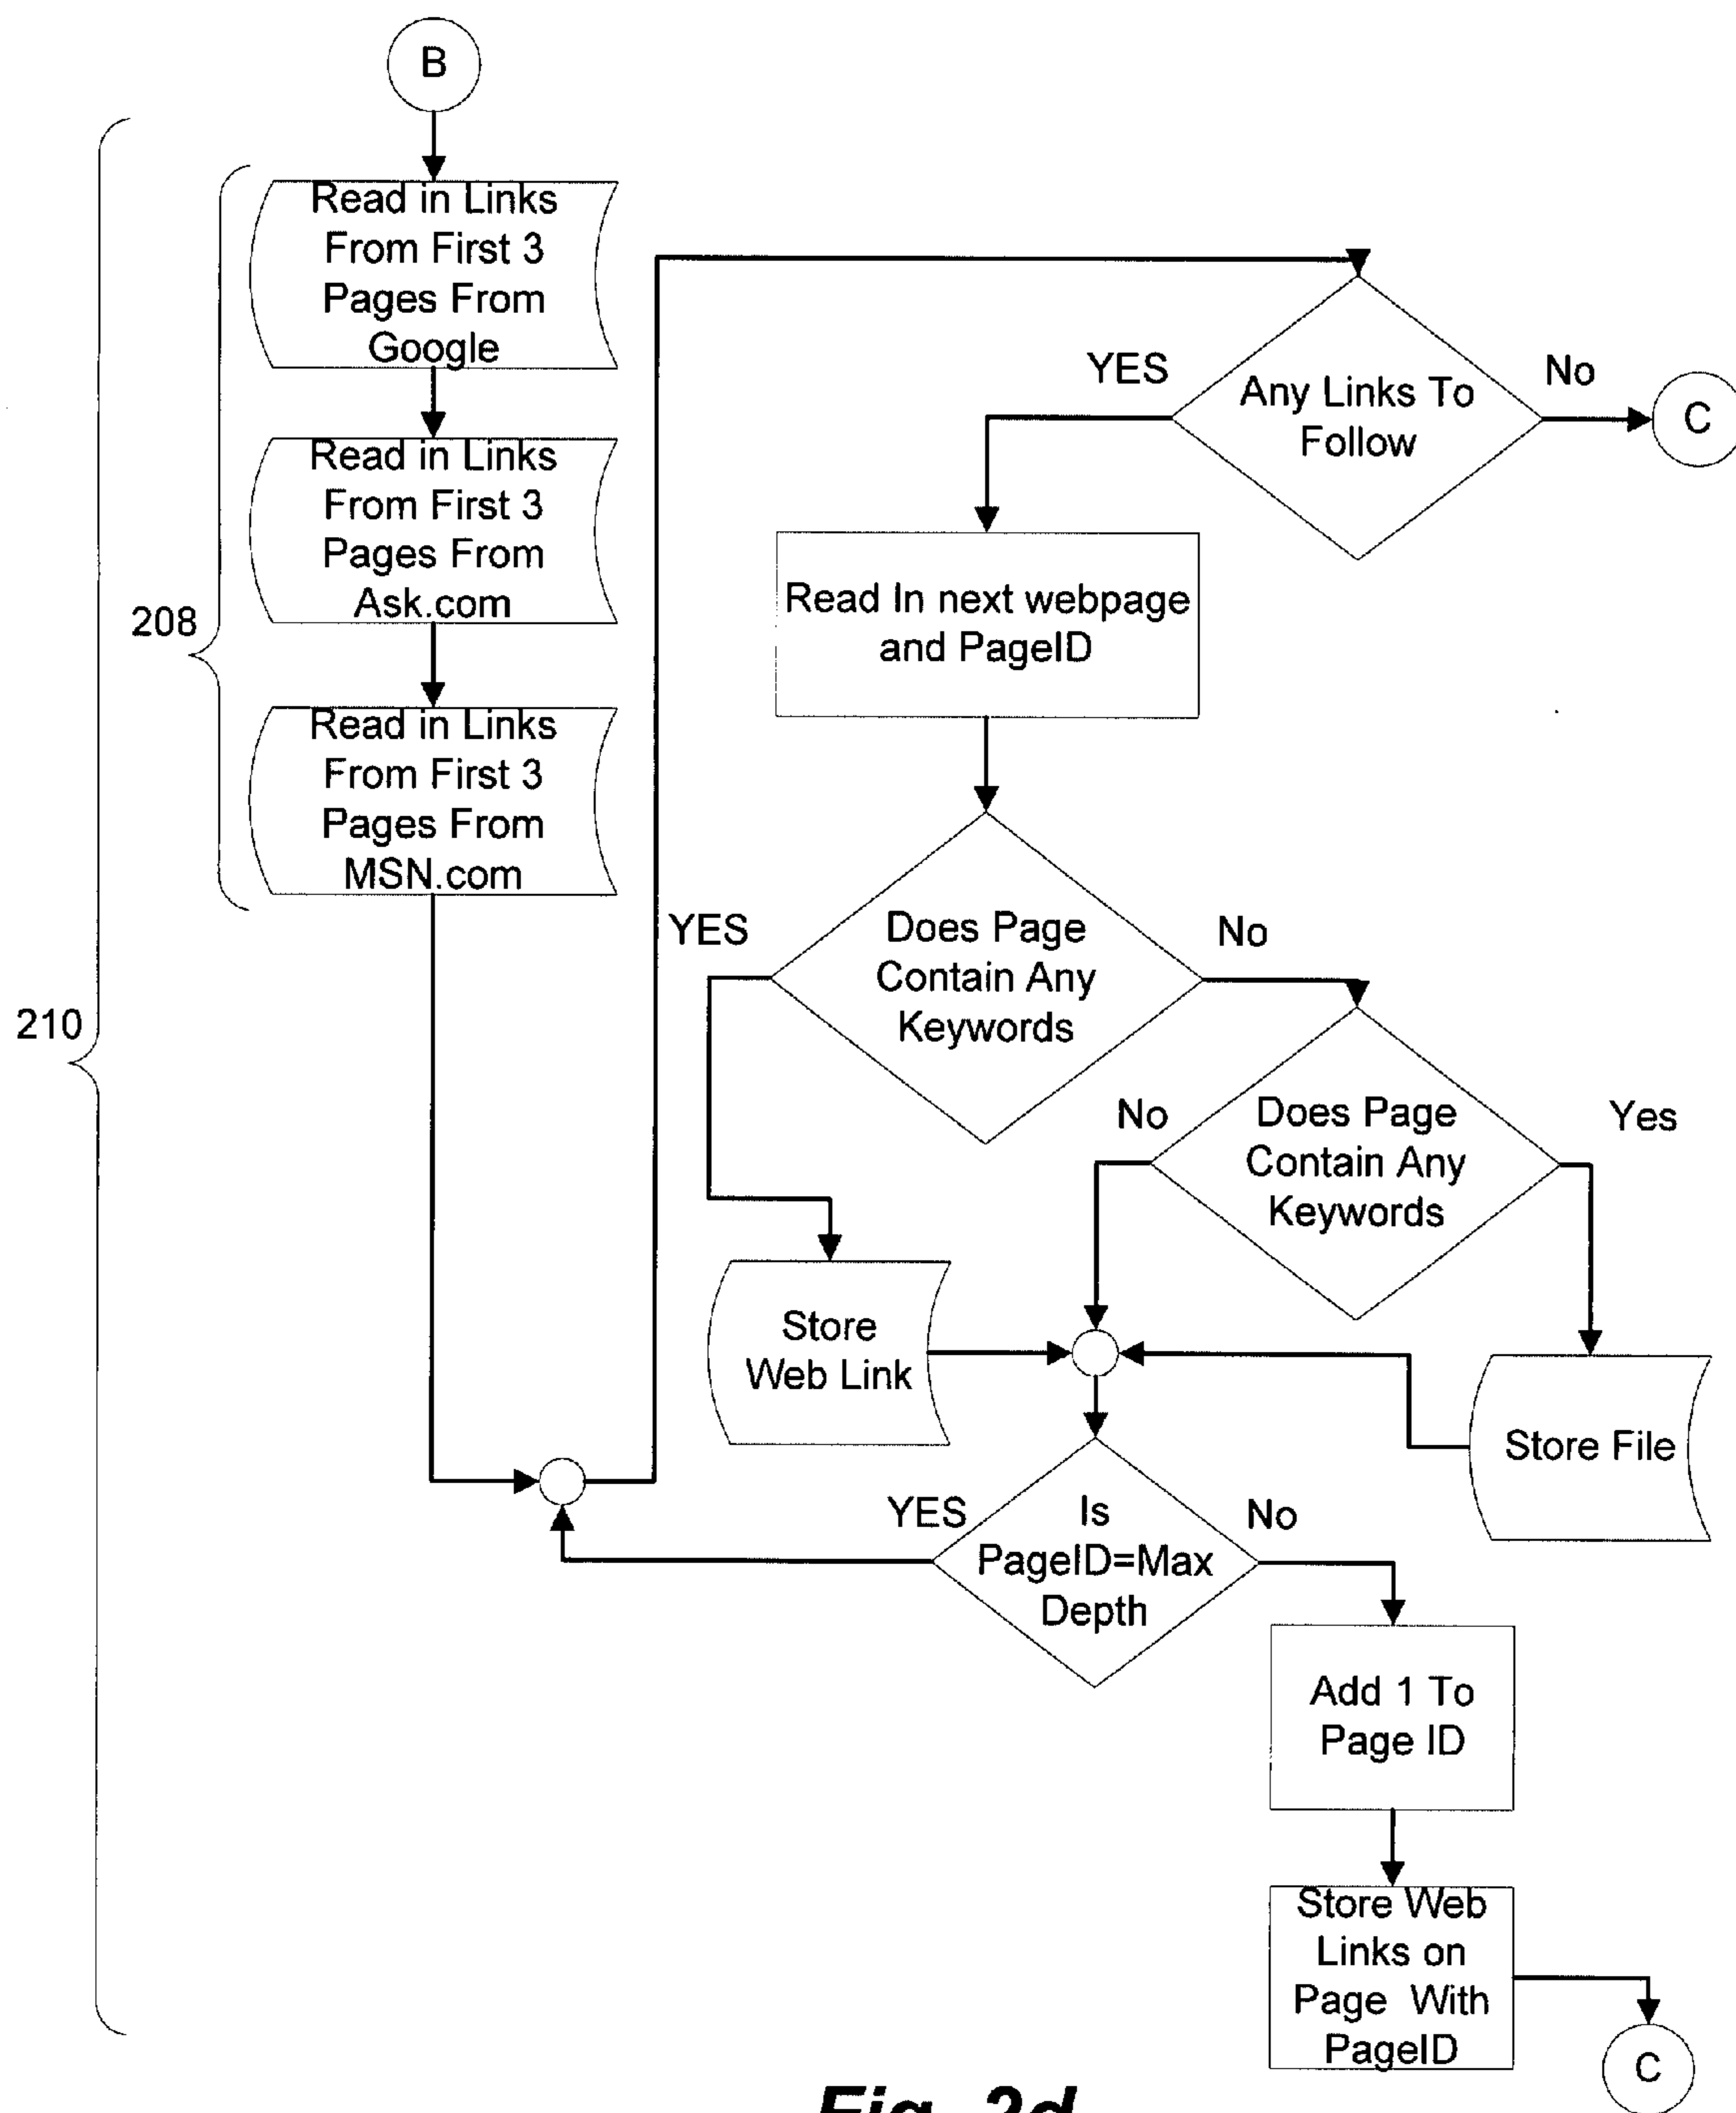 B
Read in Links
From First 3
Pages From
Google
Read in Links
From First 3
Pages From
Ask.com
208
Read in Links
From First 3
Pages From
MSN.com
210
YES
Any Links To
Follow
No
C
Read In next webpage
and PageID
YES
Does Page
Contain Any
Keywords
No
No
Does Page
Contain Any
Keywords
Yes
Store
Web Link
Store File
YES
Is
PageID=Max
Depth
No
Add 1 To
Page ID
Store Web
Links on
Page With
PageID
C
Fig. 2d